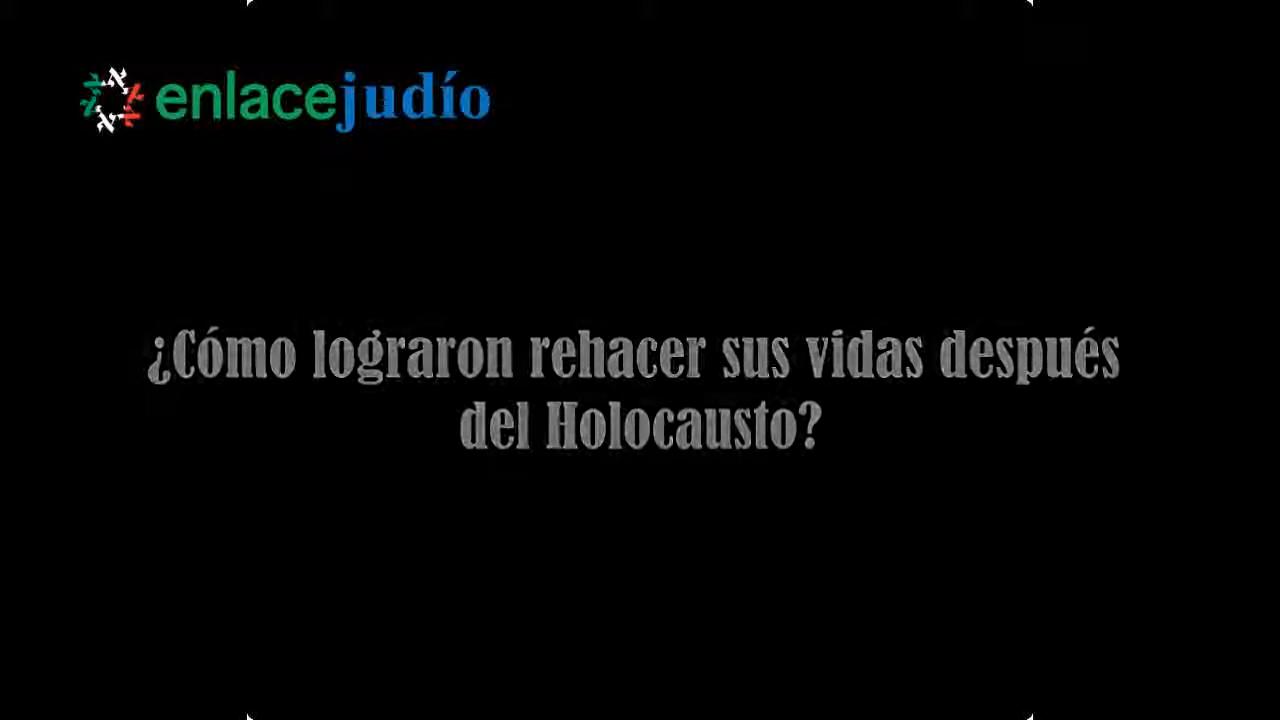 enlacejudío
¿Cómo lograron rehacer sus vidas después
del Holocausto?